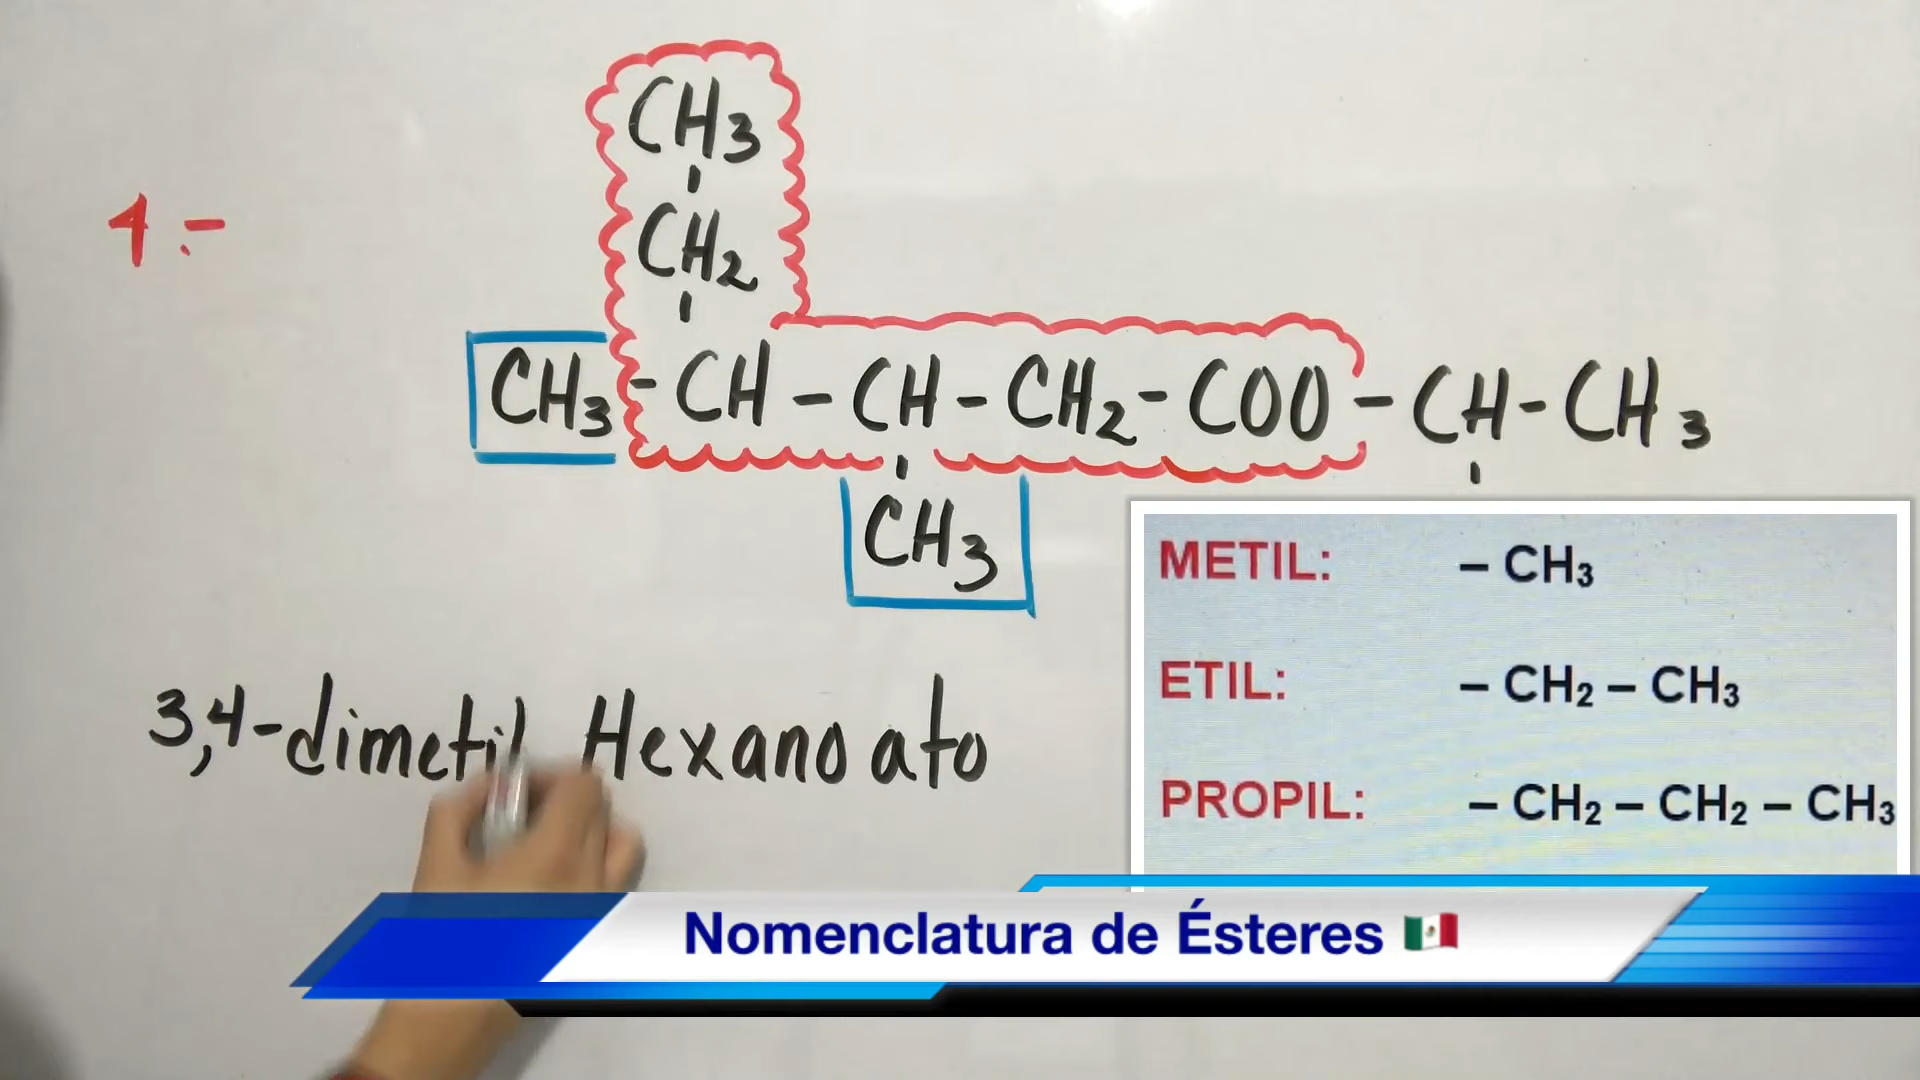 4.-
CH3
CH2
CH3 - CH - CH - CH2 - COO - CH - CH3
CH3
3,4-dimetil Hexanoato
METIL: – CH3
ETIL: – CH2 – CH3
PROPIL: – CH2 – CH2 – CH3
Nomenclatura de Ésteres